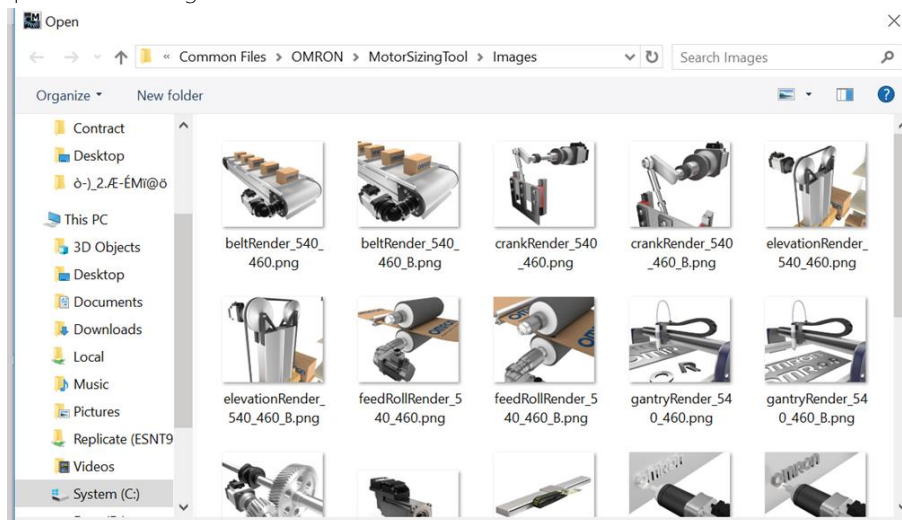 Open
« Common Files > OMRON > MotorSizingTool > Images
Search Images
Organize
New folder
Contract
Desktop
ò-)_2.Æ-ÉMï@ö
This PC
3D Objects
Desktop
Documents
Downloads
Local
Music
Pictures
Replicate (ESNT9
Videos
System (C:)
beltRender_540_
460.png
beltRender_540_
460_B.png
crankRender_540
_460.png
crankRender_540
_460_B.png
elevationRender_
540_460.png
elevationRender_
540_460_B.png
feedRollRender_5
40_460.png
feedRollRender_5
40_460_B.png
gantryRender_54
0_460.png
gantryRender_54
0_460_B.png